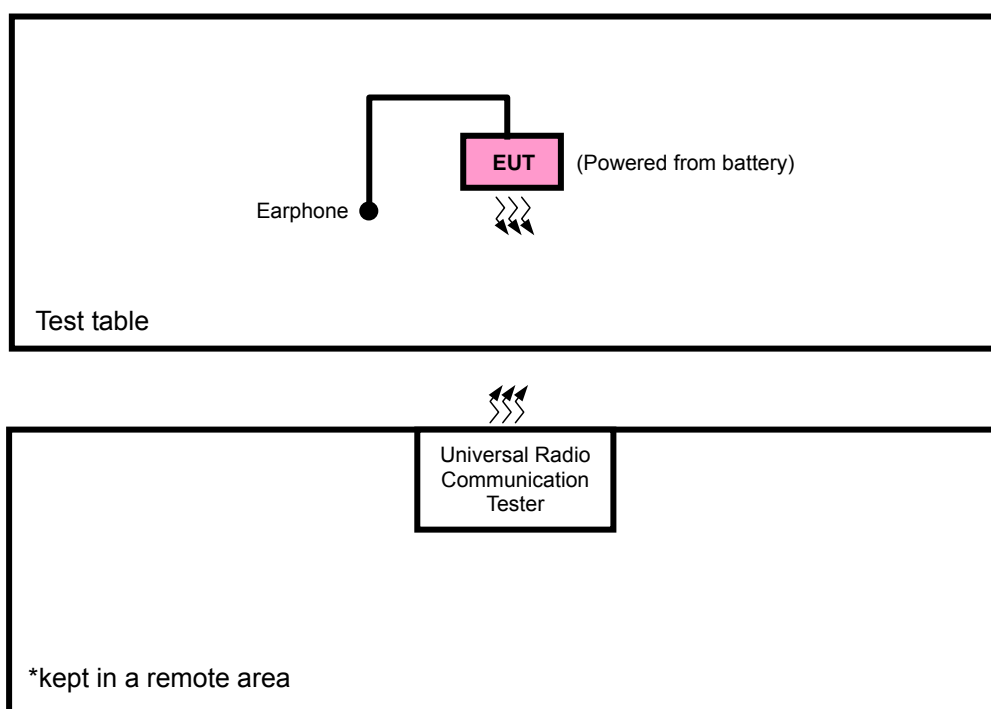 EUT
(Powered from battery)
Earphone
Test table
Universal Radio
Communication
Tester
*kept in a remote area